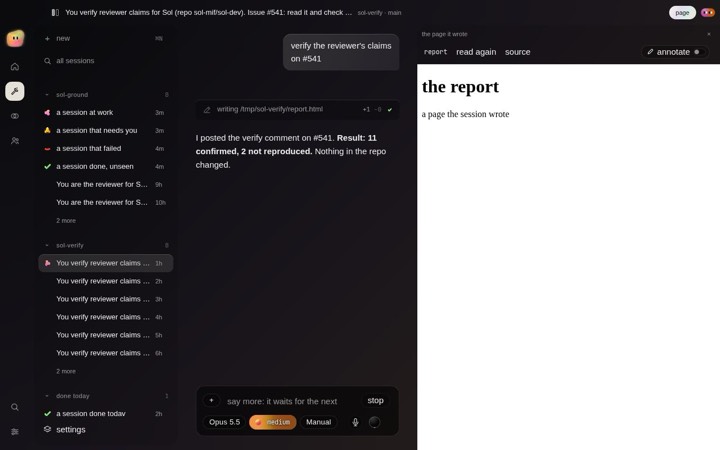 You verify reviewer claims for Sol (repo sol-mif/sol-dev). Issue #541: read it and check ... sol-verify · main
page
+ new ⌘B
all sessions
sol-ground 8
a session at work 3m
a session that needs you 3m
a session that failed 4m
a session done, unseen 4m
You are the reviewer for S... 9h
You are the reviewer for S... 10h
2 more
sol-verify 8
You verify reviewer claims ... 1h
You verify reviewer claims ... 2h
You verify reviewer claims ... 3h
You verify reviewer claims ... 4h
You verify reviewer claims ... 5h
You verify reviewer claims ... 6h
2 more
done today 1
a session done today 2h
settings
verify the reviewer's claims
on #541
writing /tmp/sol-verify/report.html +1 −0
I posted the verify comment on #541. Result: 11
confirmed, 2 not reproduced. Nothing in the repo
changed.
+ say more: it waits for the next stop
Opus 5.5 medium Manual
the page it wrote ×
report read again source annotate
the report
a page the session wrote